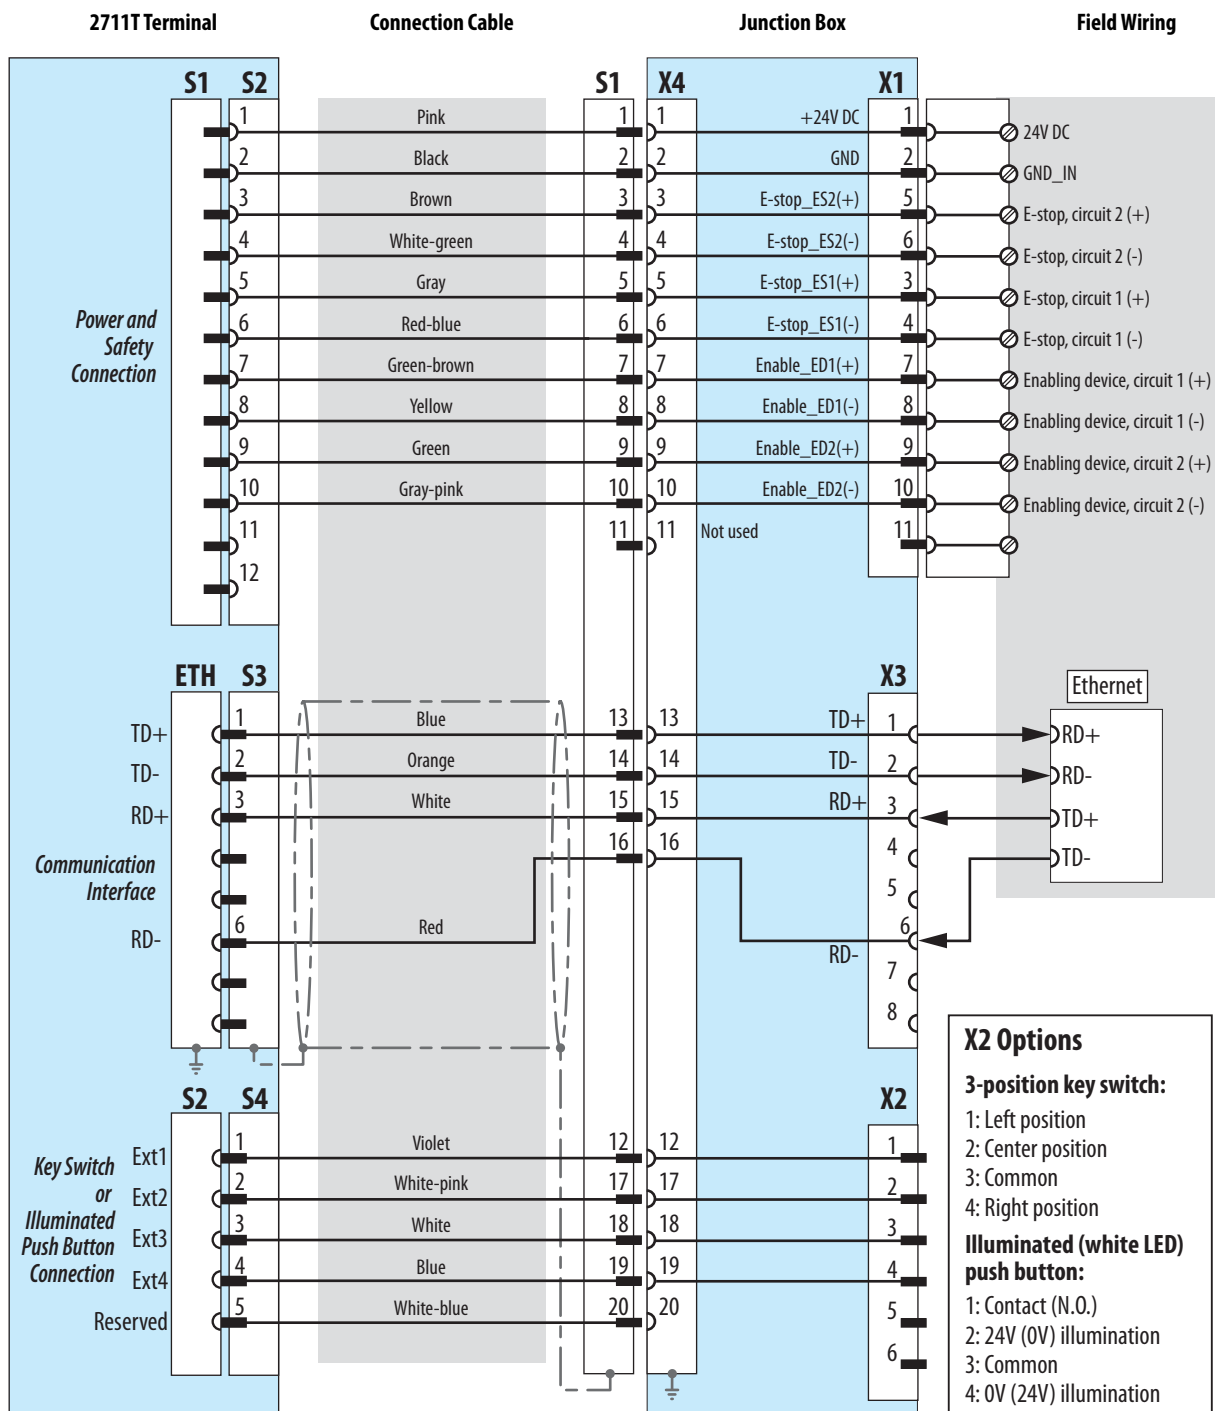 2711T Terminal Connection Cable Junction Box Field Wiring
S1 S2 S1 X4 X1
1 Pink 1 1 +24V DC 1 24V DC
2 Black 2 2 GND 2 GND_IN
3 Brown 3 3 E-stop_ES2(+) 5 E-stop, circuit 2 (+)
4 White-green 4 4 E-stop_ES2(-) 6 E-stop, circuit 2 (-)
5 Gray 5 5 E-stop_ES1(+) 3 E-stop, circuit 1 (+)
6 Red-blue 6 6 E-stop_ES1(-) 4 E-stop, circuit 1 (-)
Power and
Safety
Connection
7 Green-brown 7 7 Enable_ED1(+) 7 Enabling device, circuit 1 (+)
8 Yellow 8 8 Enable_ED1(-) 8 Enabling device, circuit 1 (-)
9 Green 9 9 Enable_ED2(+) 9 Enabling device, circuit 2 (+)
10 Gray-pink 10 10 Enable_ED2(-) 10 Enabling device, circuit 2 (-)
11 11 11 Not used 11
12
ETH S3 X3
Ethernet
TD+ 1 Blue 13 13 TD+ 1 RD+
TD- 2 Orange 14 14 TD- 2 RD-
RD+ 3 White 15 15 RD+ 3 TD+
16 16 4 TD-
Communication
Interface
5
RD- 6 Red RD- 6
7
8
S2 S4 X2
Key Switch
or
Illuminated
Push Button
Connection
Ext1 1 Violet 12 12 1
Ext2 2 White-pink 17 17 2
Ext3 3 White 18 18 3
Ext4 4 Blue 19 19 4
Reserved 5 White-blue 20 20 5
6
X2 Options
3-position key switch:
1: Left position
2: Center position
3: Common
4: Right position
Illuminated (white LED)
push button:
1: Contact (N.O.)
2: 24V (0V) illumination
3: Common
4: 0V (24V) illumination